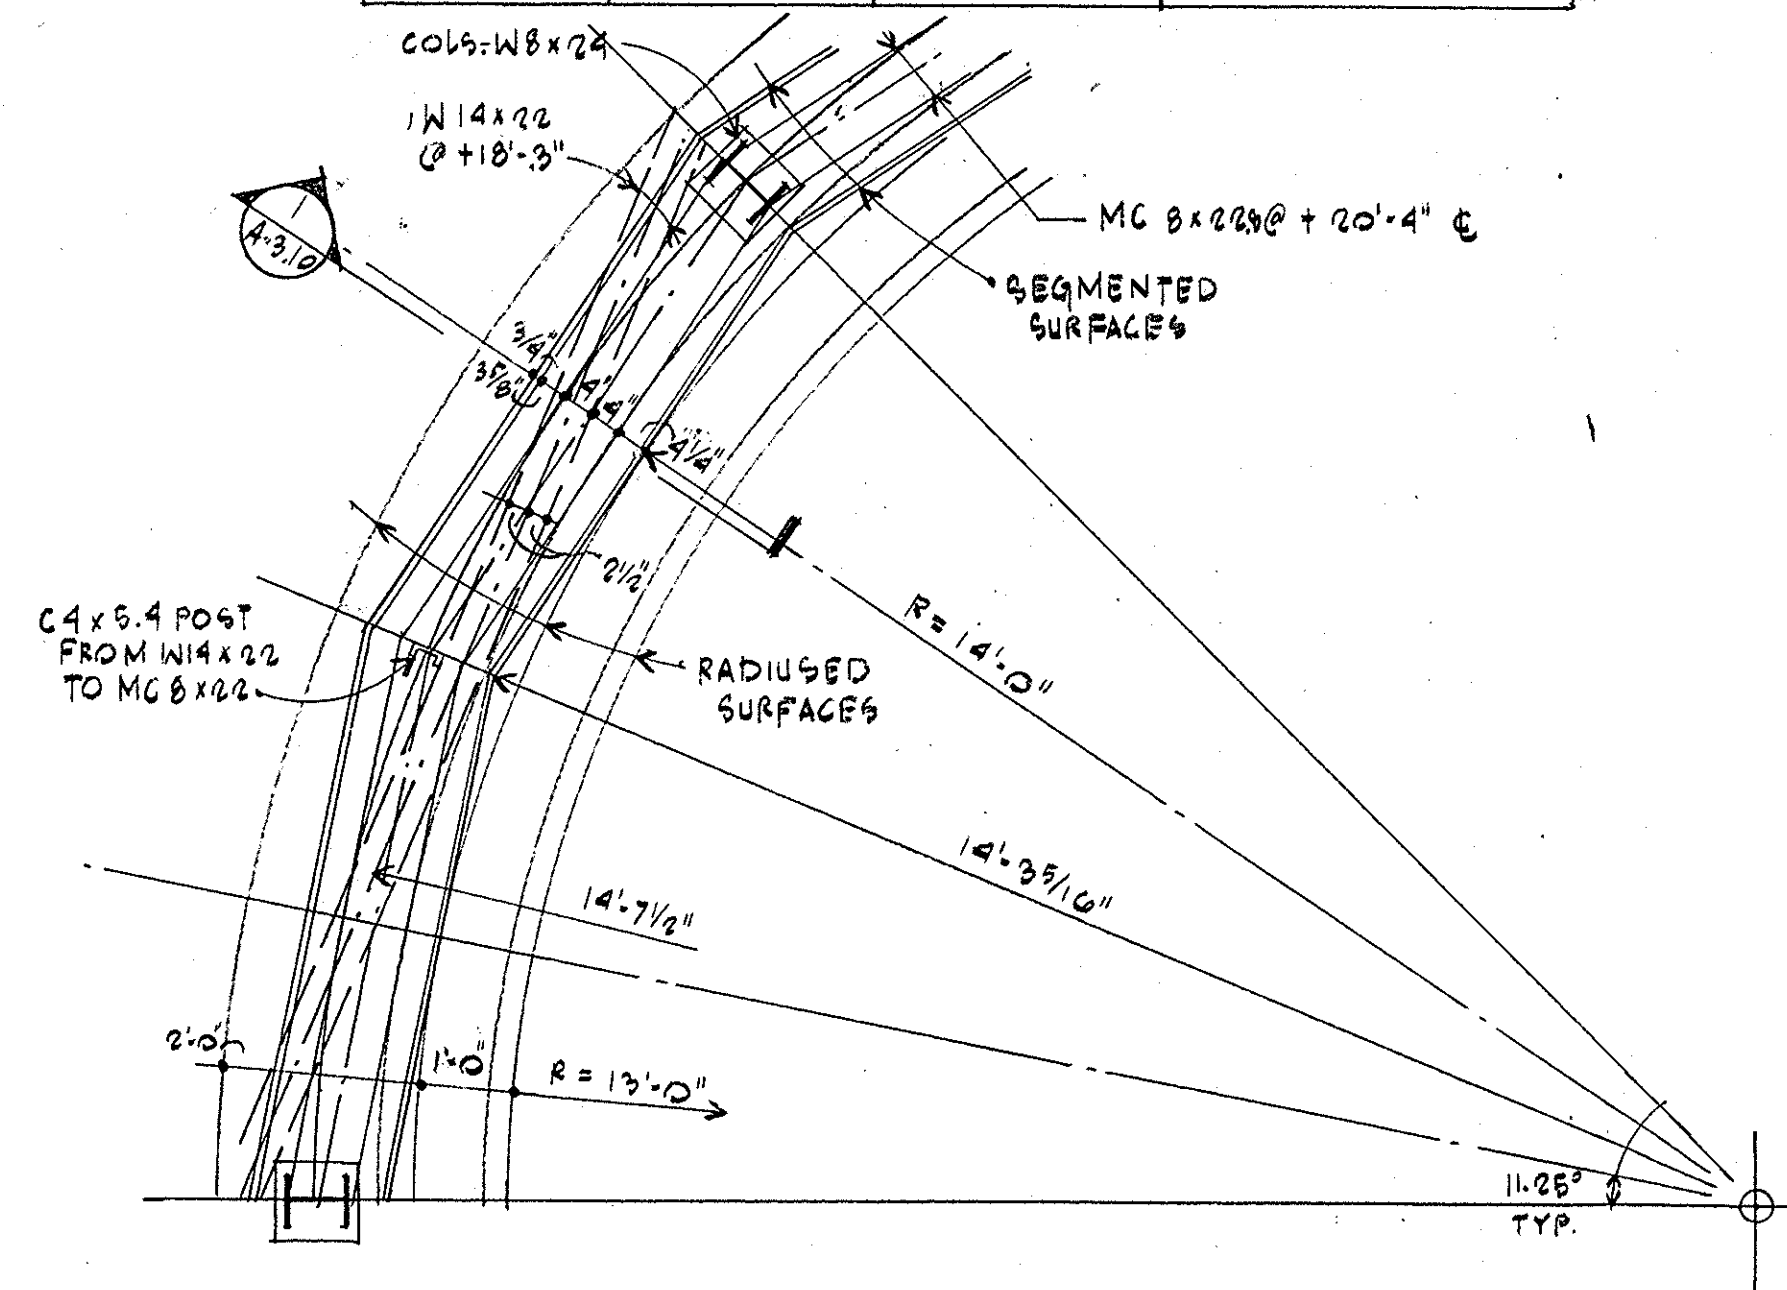 COLS-W8x24
W14x22
@ +18'-3"
A-3.10
MC 8x22.8@ + 20'-4" ℄
SEGMENTED
SURFACES
3/4"
3 5/8"
4"
4"
4 1/4"
2 1/2"
C4x5.4 POST
FROM W14x22
TO MC8x22.
R = 14'-0"
RADIUSED
SURFACES
14'-3 5/16"
14'-7 1/2"
2'-0"
1'-0"
R = 13'-0"
11.25°
TYP.